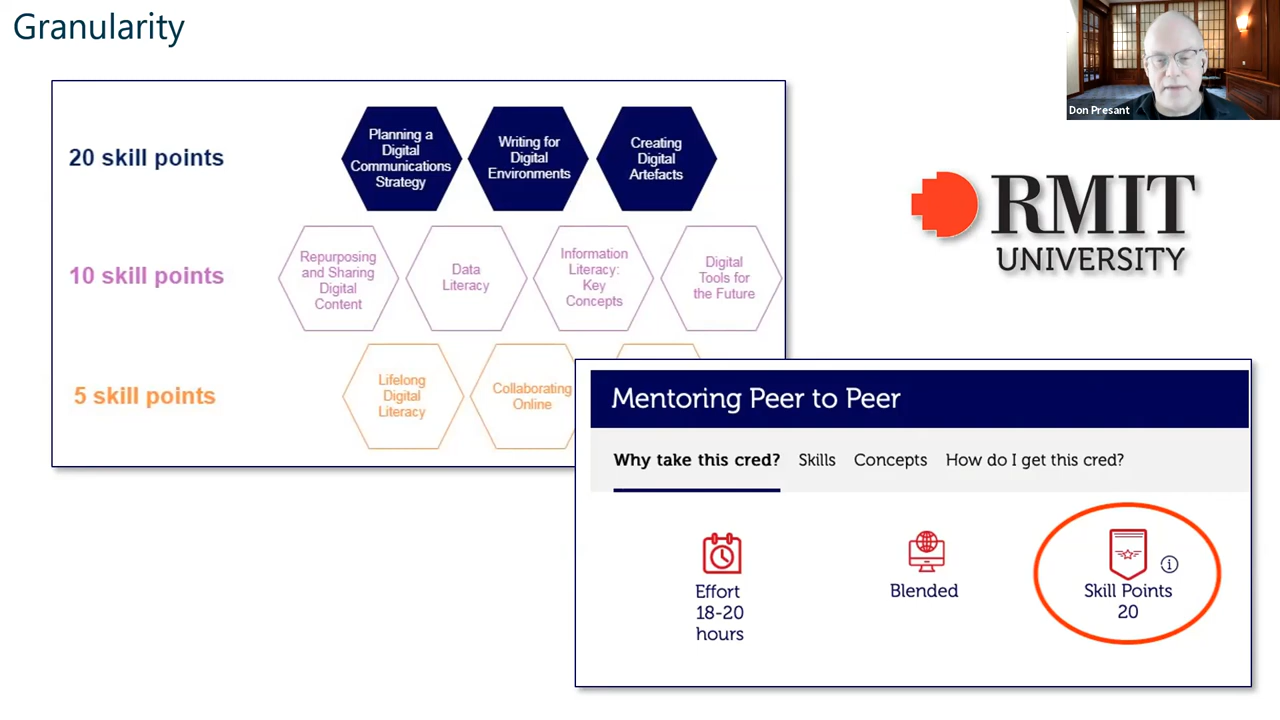 Granularity
Don Presant
20 skill points
Planning a
Digital
Communications
Strategy
Writing for
Digital
Environments
Creating
Digital
Artefacts
10 skill points
Repurposing
and Sharing
Digital
Content
Data
Literacy
Information
Literacy:
Key
Concepts
Digital
Tools for
the Future
5 skill points
Lifelong
Digital
Literacy
Collaborating
Online
RMIT
UNIVERSITY
Mentoring Peer to Peer
Why take this cred? Skills Concepts How do I get this cred?
Effort
18-20
hours
Blended
i
Skill Points
20